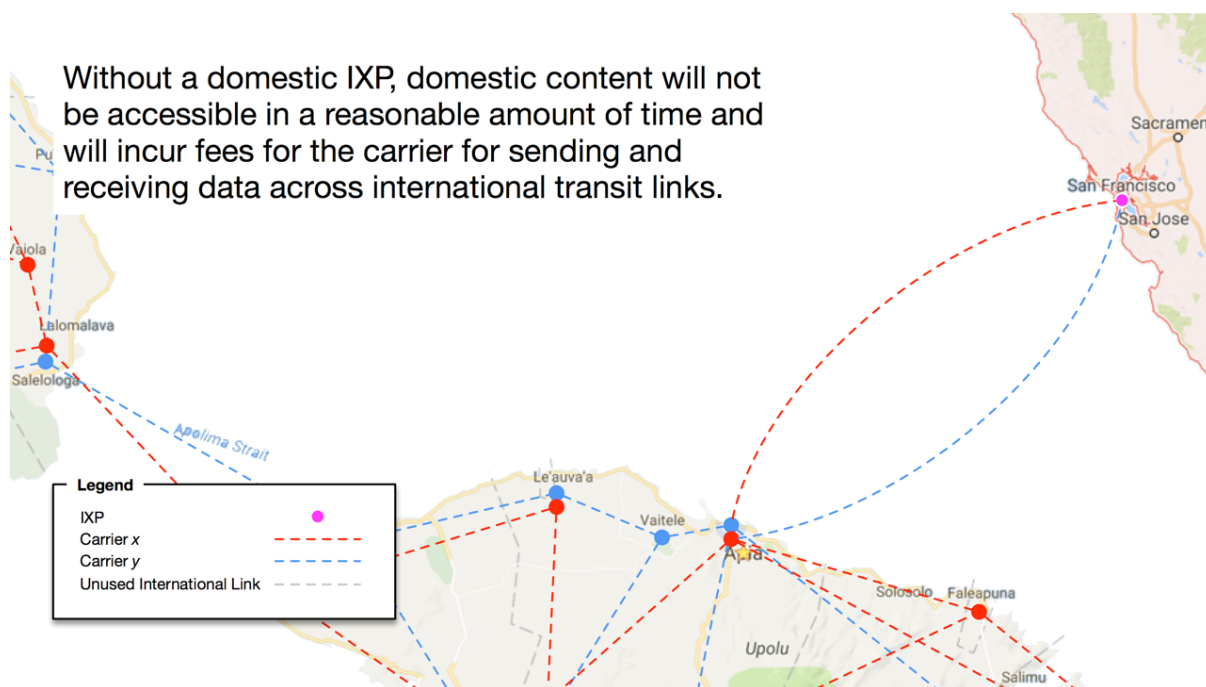 Without a domestic IXP, domestic content will not
be accessible in a reasonable amount of time and
will incur fees for the carrier for sending and
receiving data across international transit links.
Sacramen
San Francisco
San Jose
Pu
Vaiola
Lalomalava
Salelologa
Apolima Strait
Le'auva'a
Vaitele
Apia
Solosolo
Faleapuna
Upolu
Salimu
Legend
IXP
Carrier x
Carrier y
Unused International Link